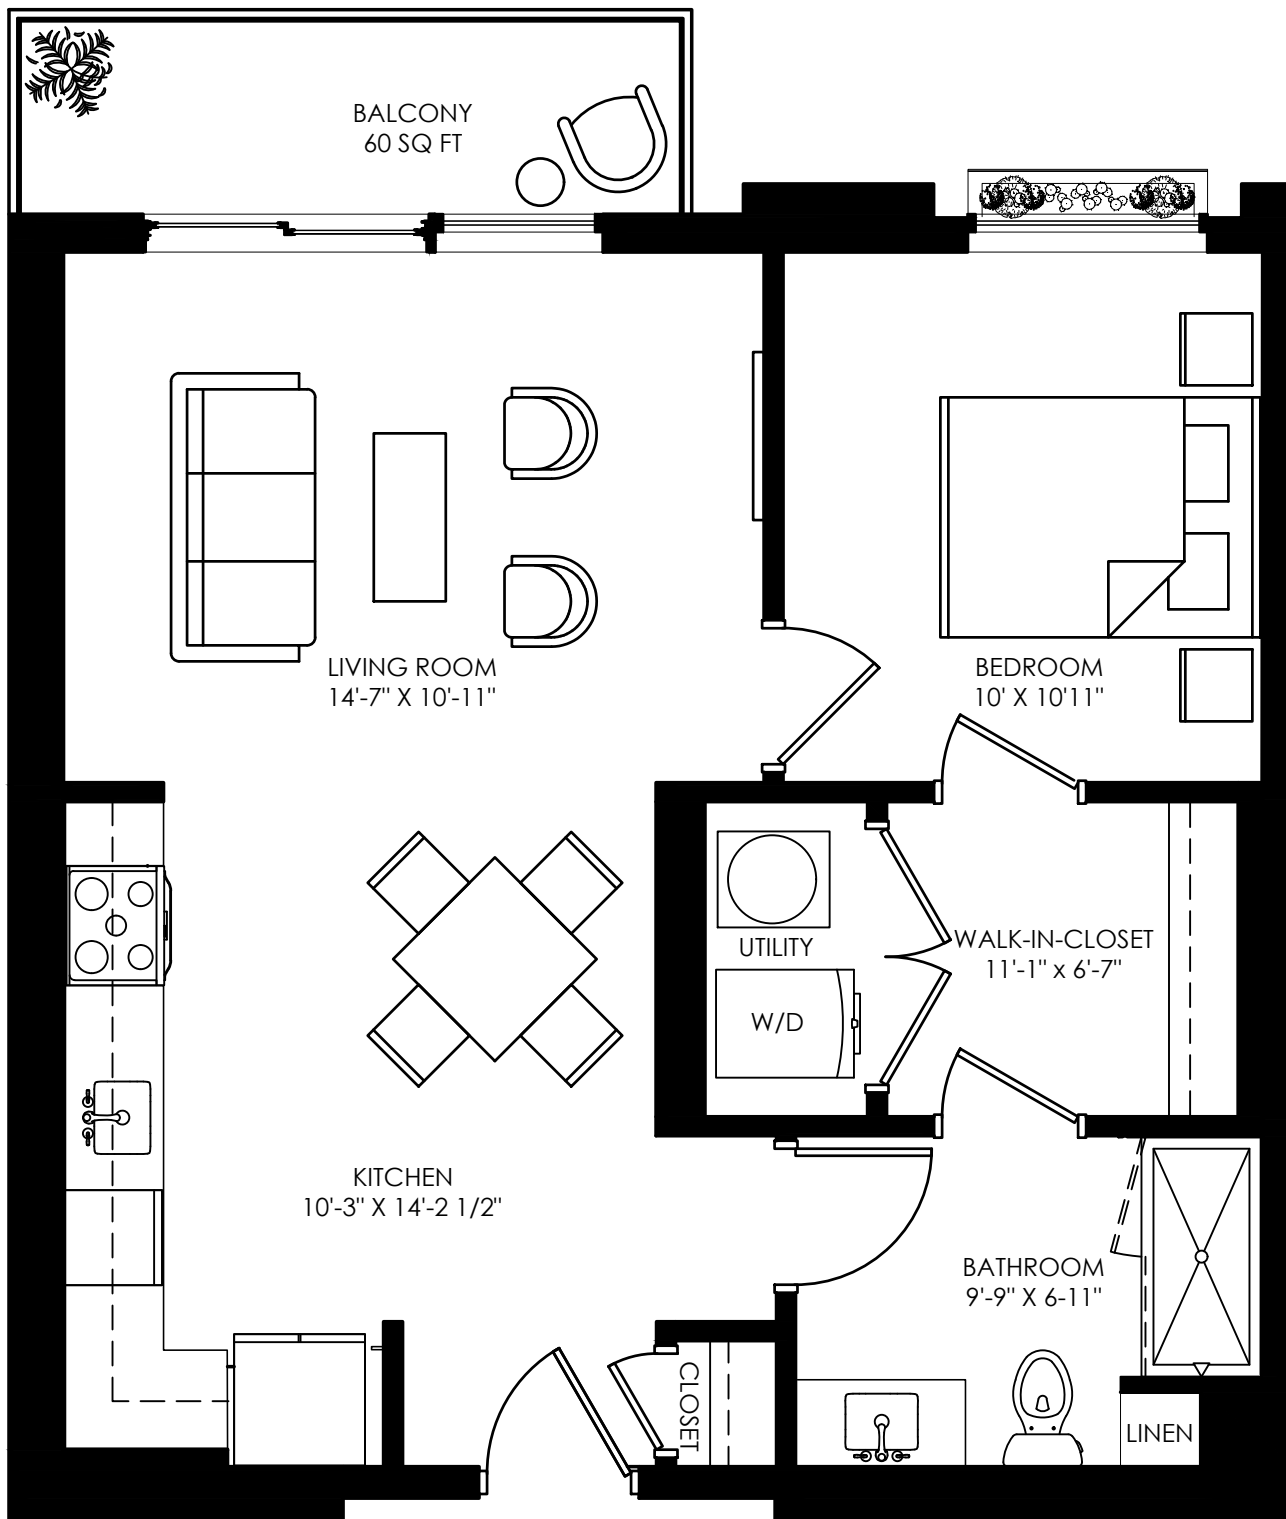 BALCONY
60 SQ FT
LIVING ROOM
14'-7" X 10'-11"
BEDROOM
10' X 10'11"
UTILITY
WALK-IN-CLOSET
11'-1" x 6'-7"
W/D
KITCHEN
10'-3" X 14'-2 1/2"
BATHROOM
9'-9" X 6-11"
CLOSET
LINEN